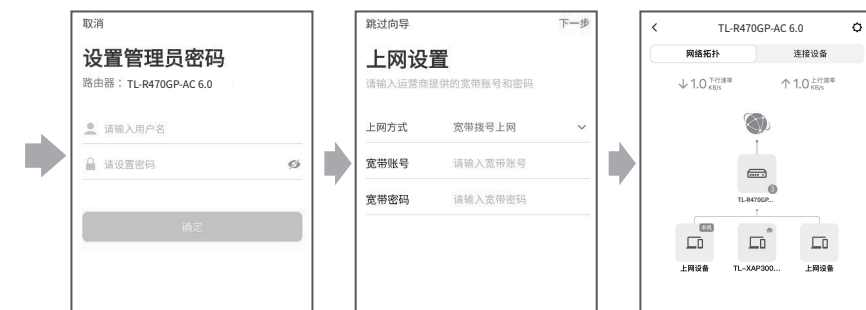 取消
设置管理员密码
路由器： TL-R470GP-AC 6.0
请输入用户名
请设置密码
确定
跳过向导
下一步
上网设置
请输入运营商提供的宽带账号和密码
上网方式 宽带拨号上网
宽带账号 请输入宽带账号
宽带密码 请输入宽带密码
TL-R470GP-AC 6.0
网络拓扑 连接设备
↓1.0 下行速率 KB/s
↑1.0 上行速率 KB/s
3
TL-R470GP...
本机
上网设备 TL-XAP300... 上网设备